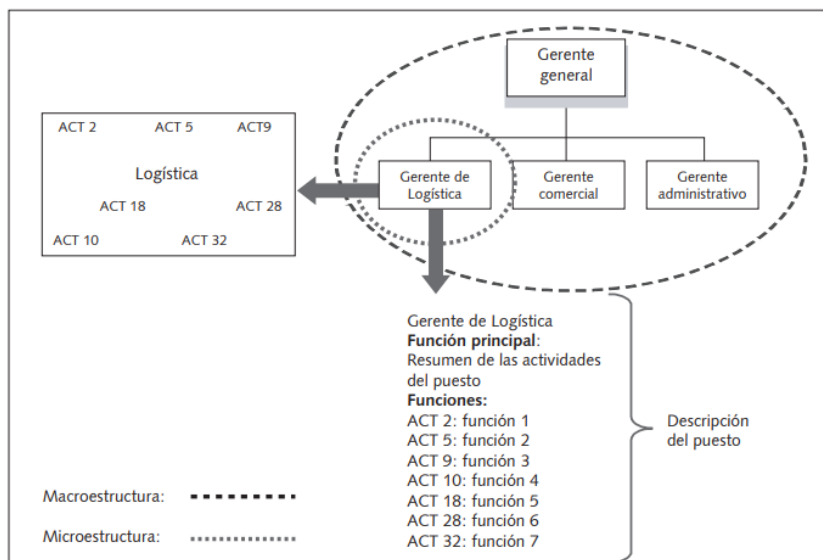 Gerente
general
ACT 2
ACT 5
ACT9
Logística
ACT 18
ACT 28
ACT 10
ACT 32
Gerente de
Logística
Gerente
comercial
Gerente
administrativo
Gerente de Logística
Función principal:
Resumen de las actividades
del puesto
Funciones:
ACT 2: función 1
ACT 5: función 2
ACT 9: función 3
ACT 10: función 4
ACT 18: función 5
ACT 28: función 6
ACT 32: función 7
Descripción
del puesto
Macroestructura:
Microestructura: